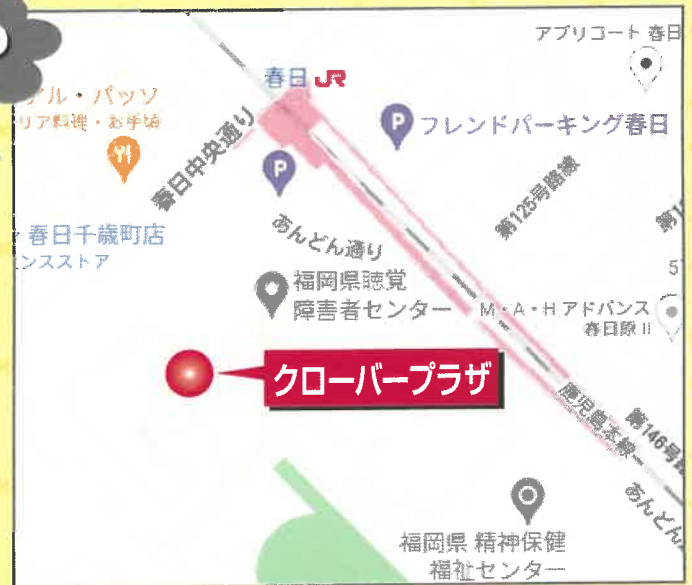 アプリコート 春日
春日 JR
アル・パッソ
リア料理・お手頃
P
フレンドパーキング春日
春日中央通り
P
第125号路線
春日千歳町店
ンスストア
あんどん通り
福岡県聴覚
障害者センター
M・A・Hアドバンス
春日原Ⅱ
クローバープラザ
鹿児島本線
第146号
あんどん
福岡県 精神保健
福祉センター